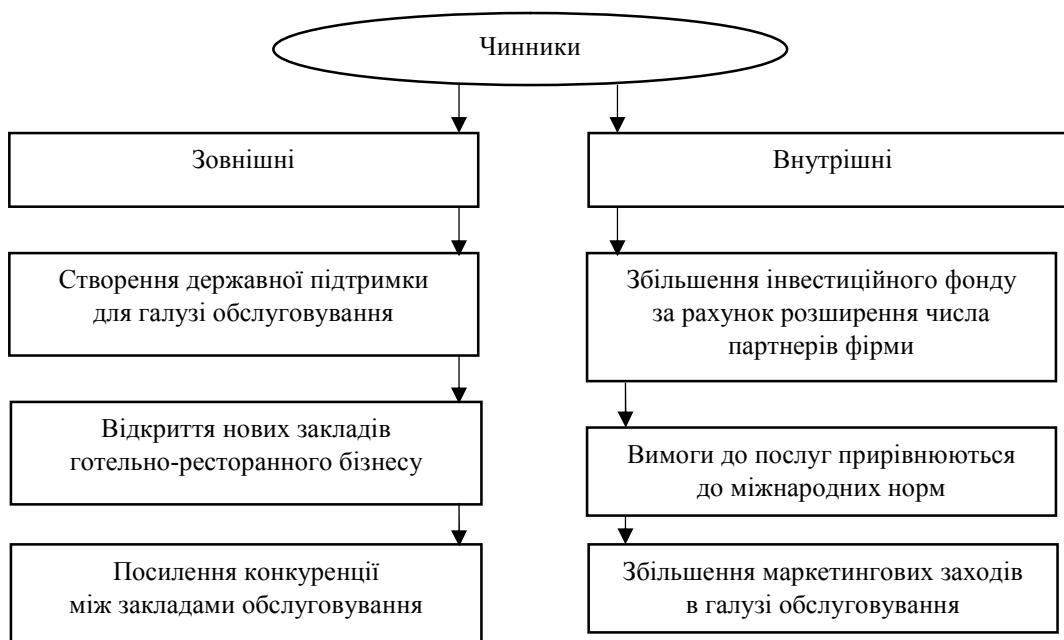 Чинники
Зовнішні
Створення державної підтримки
для галузі обслуговування
Відкриття нових закладів
готельно-ресторанного бізнесу
Посилення конкуренції
між закладами обслуговування
Внутрішні
Збільшення інвестиційного фонду
за рахунок розширення числа
партнерів фірми
Вимоги до послуг прирівнюються
до міжнародних норм
Збільшення маркетингових заходів
в галузі обслуговування